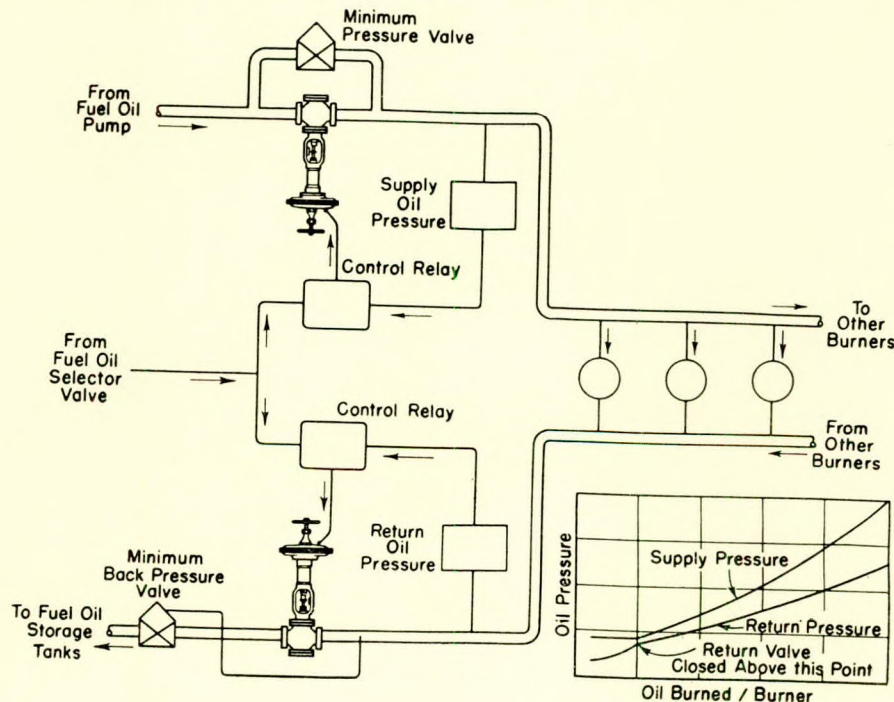 Minimum
Pressure Valve
From
Fuel Oil
Pump
Supply
Oil
Pressure
Control Relay
To
Other
Burners
From
Fuel Oil
Selector
Valve
Control Relay
From
Other
Burners
Return
Oil
Pressure
Minimum
Back Pressure
Valve
To Fuel Oil
Storage
Tanks
Oil Pressure
Supply Pressure
Return Pressure
Return Valve
Closed Above this Point
Oil Burned / Burner